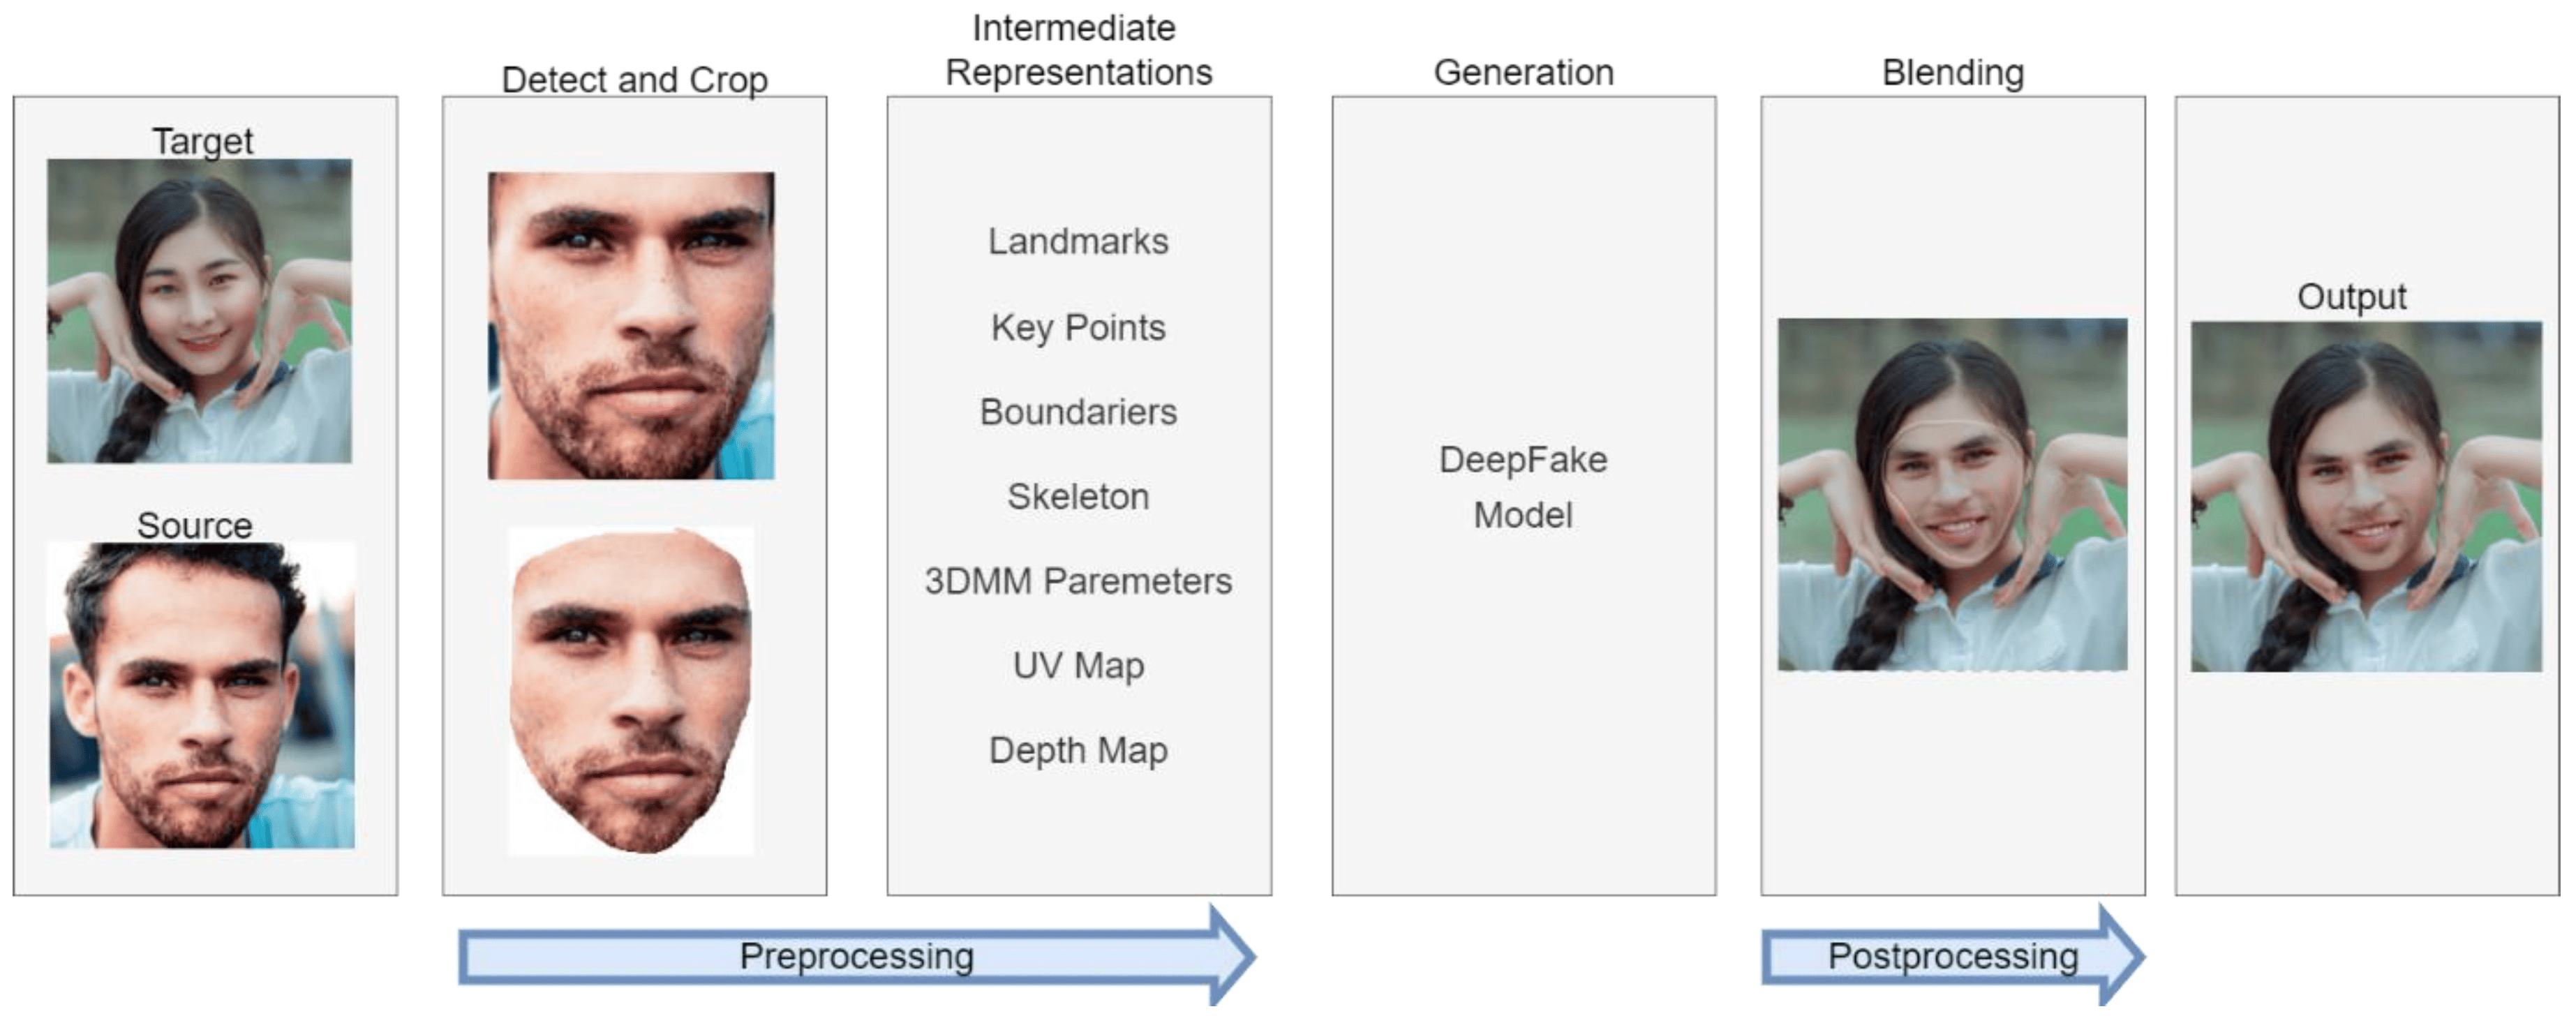 Target
Source
Detect and Crop
Intermediate
Representations
Landmarks
Key Points
Boundariers
Skeleton
3DMM Paremeters
UV Map
Depth Map
Generation
DeepFake
Model
Blending
Output
Preprocessing
Postprocessing